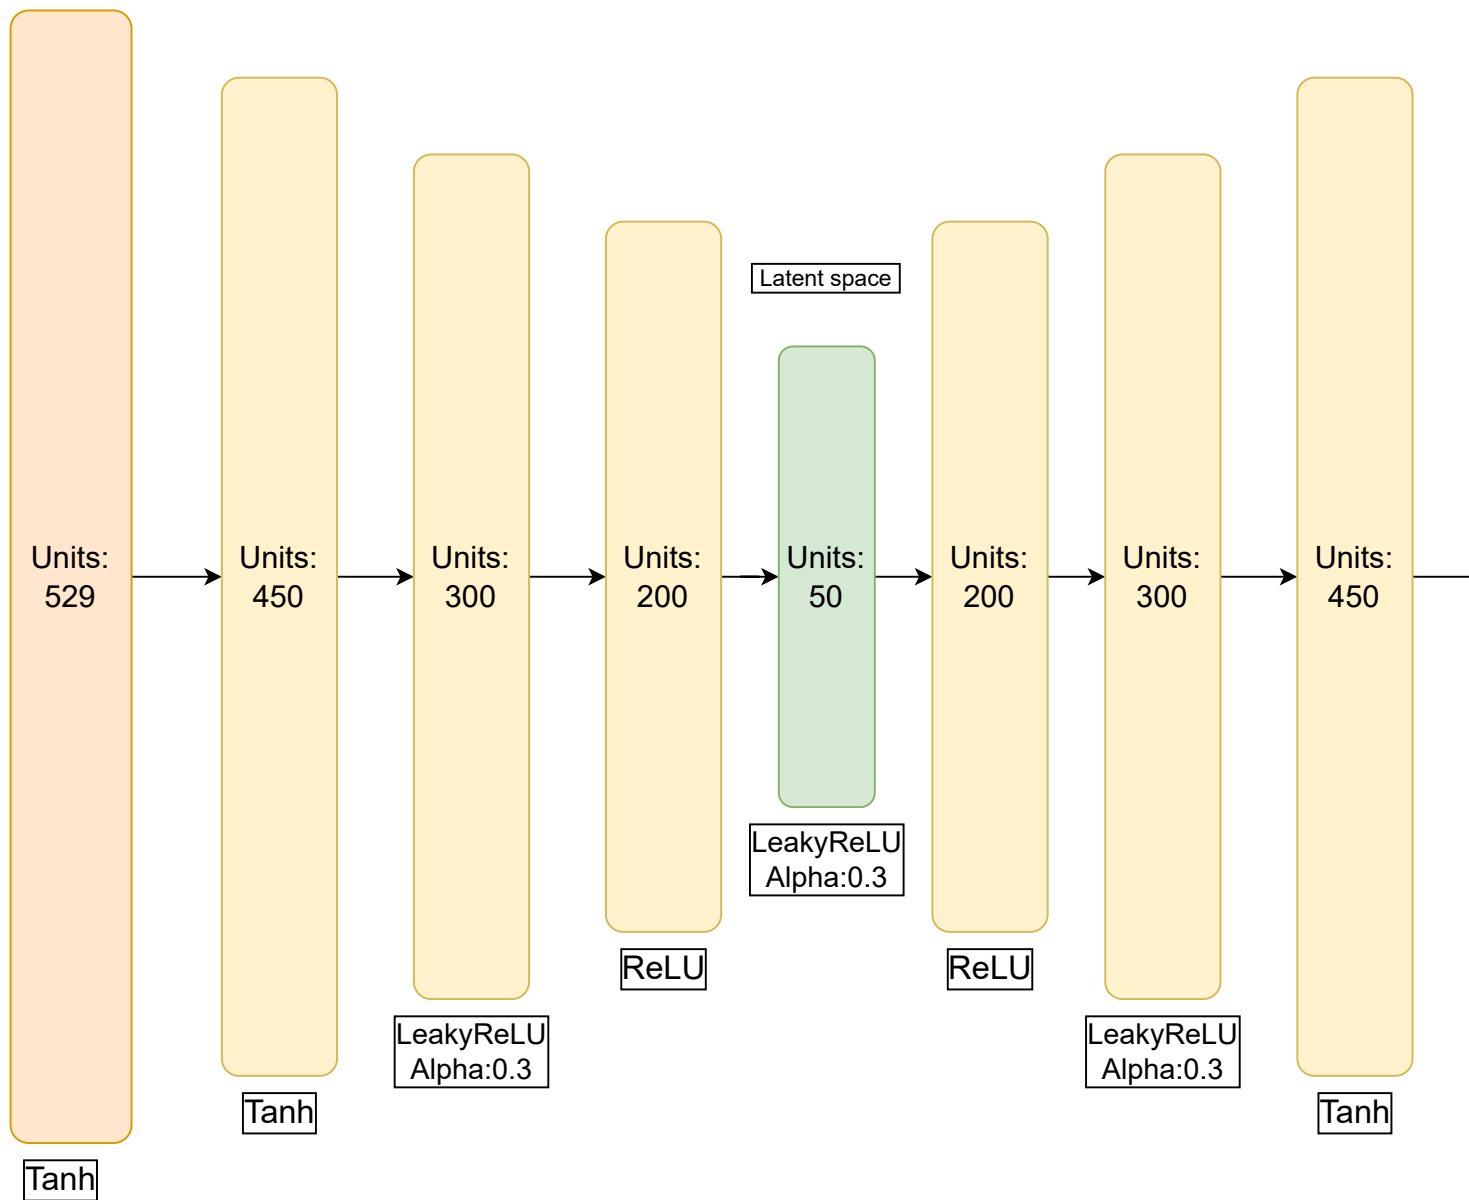 Latent space
Units:
529
Units:
450
Units:
300
Units:
200
Units:
50
Units:
200
Units:
300
Units:
450
LeakyReLU
Alpha:0.3
ReLU
ReLU
LeakyReLU
Alpha:0.3
LeakyReLU
Alpha:0.3
Tanh
Tanh
Tanh